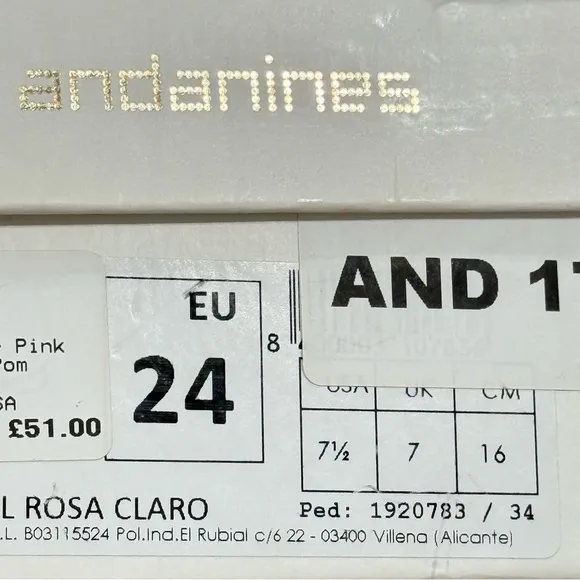 andanines
AND 1
EU
24
Pink
£51.00
8
USA UK CM
7½ 7 16
L ROSA CLARO
Ped: 1920783 / 34
.L. B03115524 Pol.Ind.El Rubial c/6 22 - 03400 Villena (Alicante)